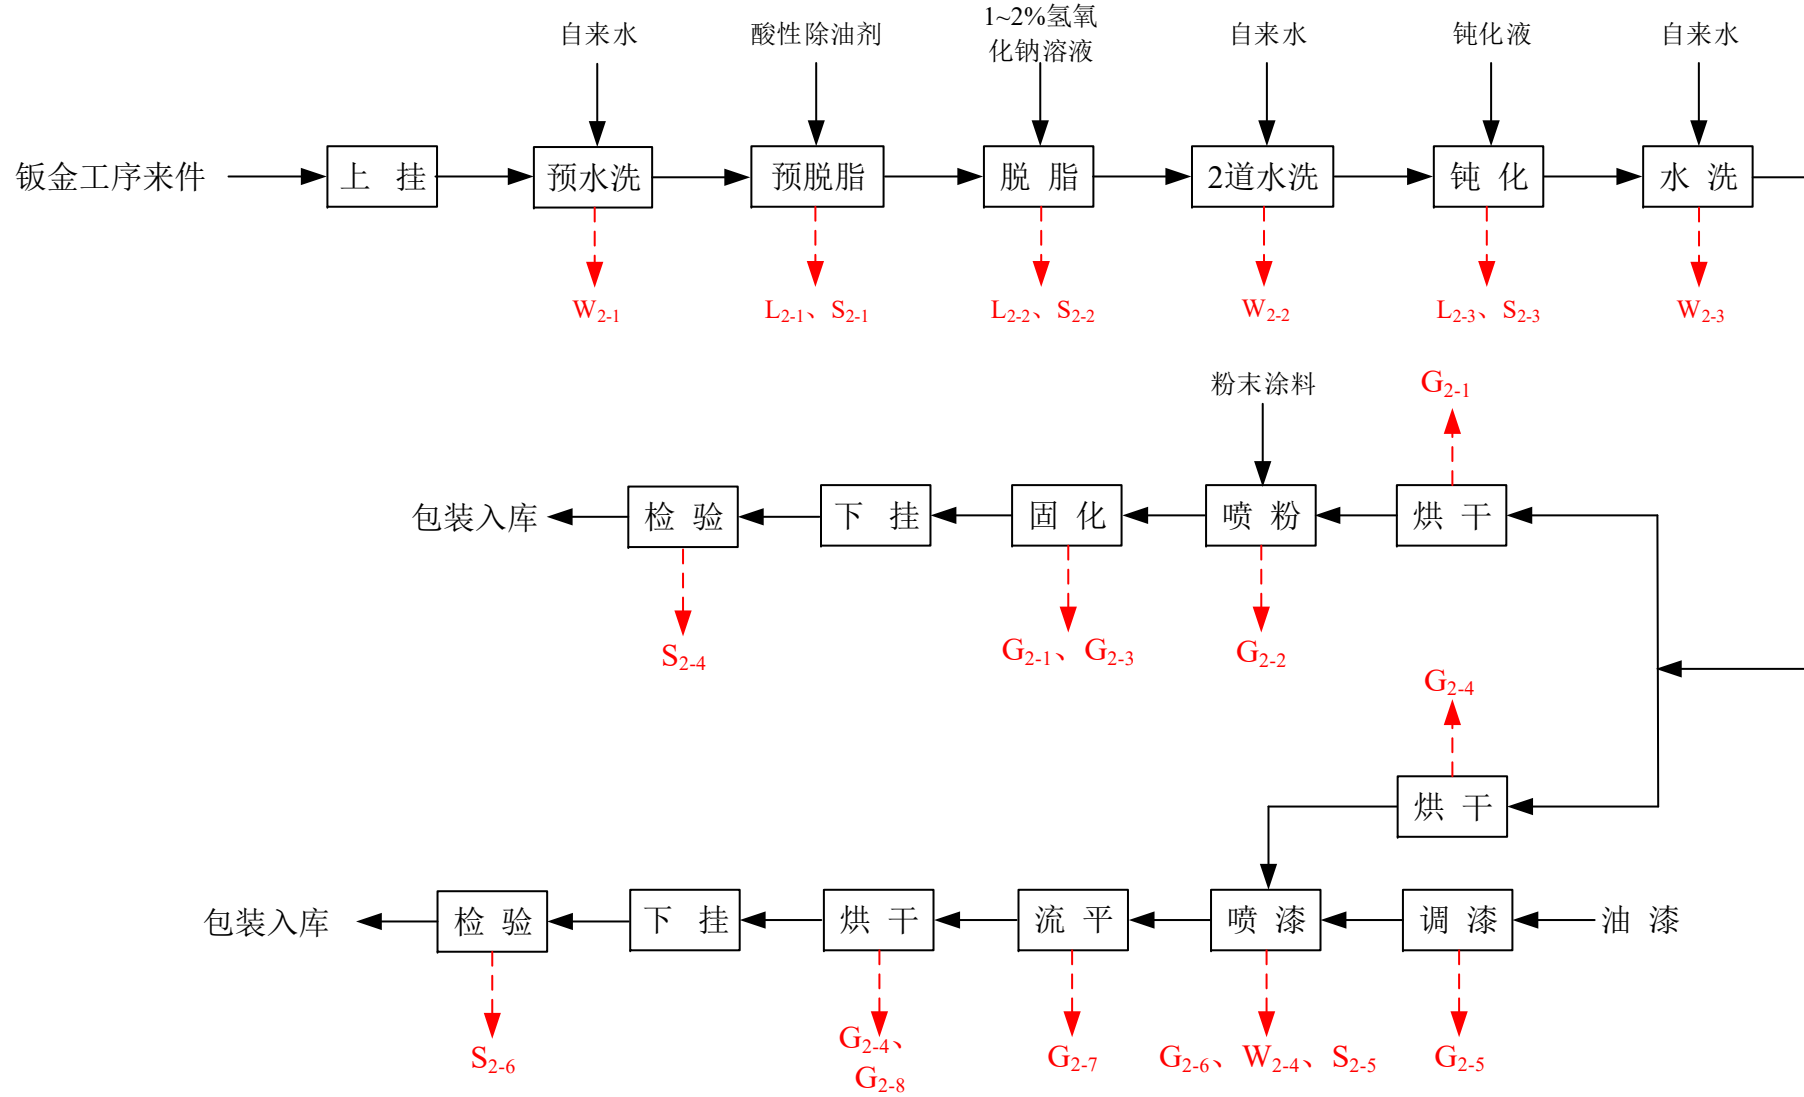 自来水
酸性除油剂
1~2%氢氧
化钠溶液
自来水
钝化液
自来水
钣金工序来件
上 挂
预水洗
预脱脂
脱 脂
2道水洗
钝 化
水 洗
W2-1
L2-1、S2-1
L2-2、S2-2
W2-2
L2-3、S2-3
W2-3
粉末涂料
G2-1
包装入库
检 验
下 挂
固 化
喷 粉
烘 干
S2-4
G2-1、G2-3
G2-2
G2-4
烘 干
包装入库
检 验
下 挂
烘 干
流 平
喷 漆
调 漆
油 漆
S2-6
G2-4、
G2-8
G2-7
G2-6、W2-4、S2-5
G2-5